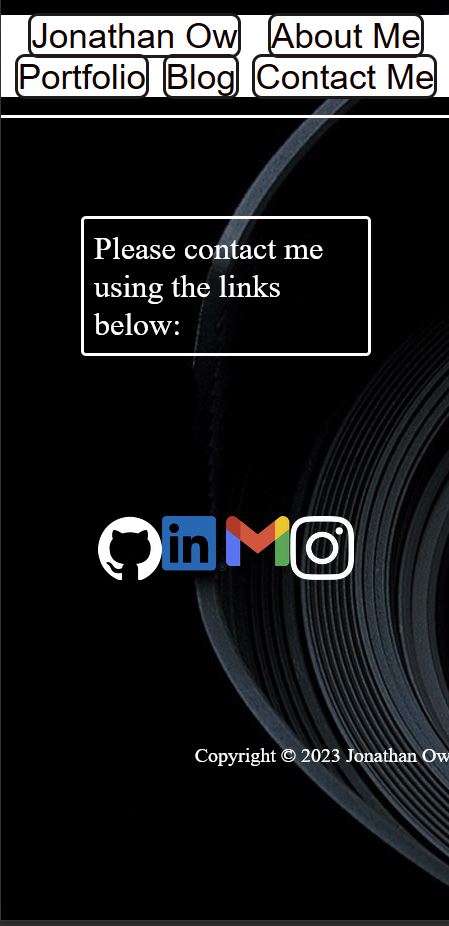 Jonathan Ow About Me
Portfolio Blog Contact Me
Please contact me
using the links
below:
in
Copyright © 2023 Jonathan Ow